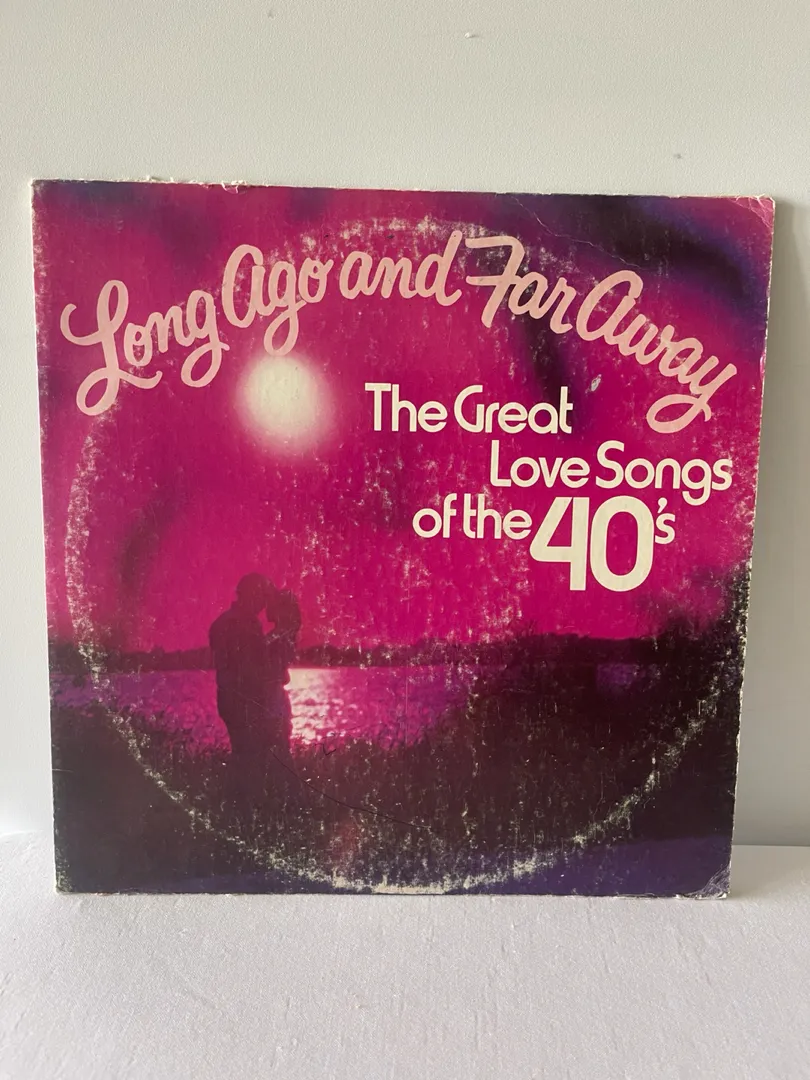 Long Ago and Far Away
The Great
Love Songs
of the 40's